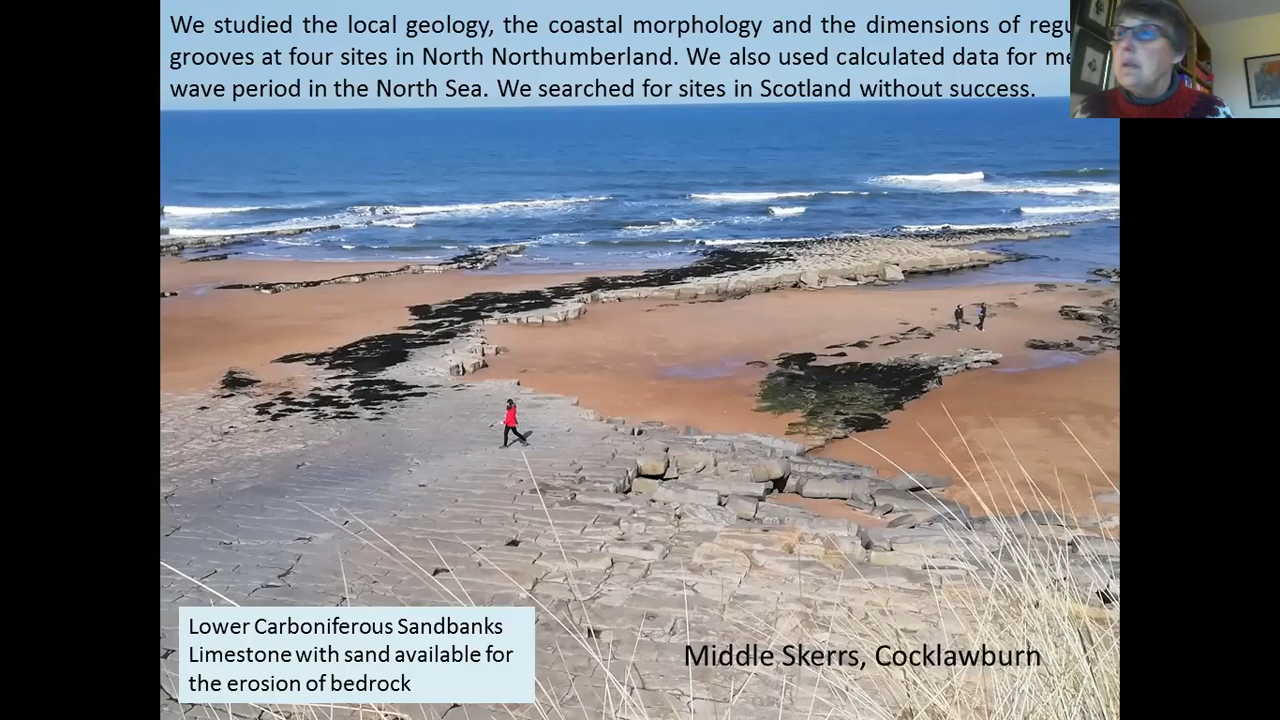 We studied the local geology, the coastal morphology and the dimensions of
grooves at four sites in North Northumberland. We also used calculated data for
wave period in the North Sea. We searched for sites in Scotland without success.
Lower Carboniferous Sandbanks
Limestone with sand available for
the erosion of bedrock
Middle Skerrs, Cocklawburn